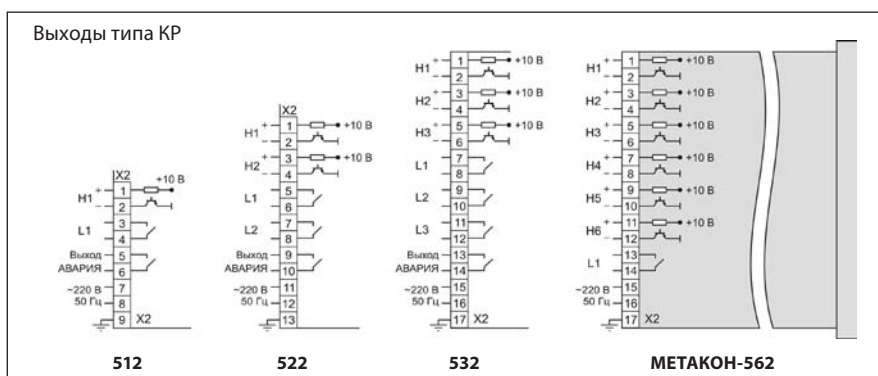 Выходы типа КР
X2
+10 В
H1 + 1
− 2
L1 3
4
Выход 5
АВАРИЯ 6
~220 В 7
50 Гц 8
9 X2
512
X2
H1 + 1 +10 В
− 2
H2 + 3 +10 В
− 4
L1 5
6
L2 7
8
Выход 9
АВАРИЯ 10
~220 В 11
50 Гц 12
13
522
H1 + 1 +10 В
− 2
H2 + 3 +10 В
− 4
H3 + 5 +10 В
− 6
L1 7
8
L2 9
10
L3 11
12
Выход 13
АВАРИЯ 14
~220 В 15
50 Гц 16
17 X2
532
H1 + 1 +10 В
− 2
H2 + 3 +10 В
− 4
H3 + 5 +10 В
− 6
H4 + 7 +10 В
− 8
H5 + 9 +10 В
− 10
H6 + 11 +10 В
− 12
L1 13
14
~220 В 15
50 Гц 16
17 X2
МЕТАКОН-562